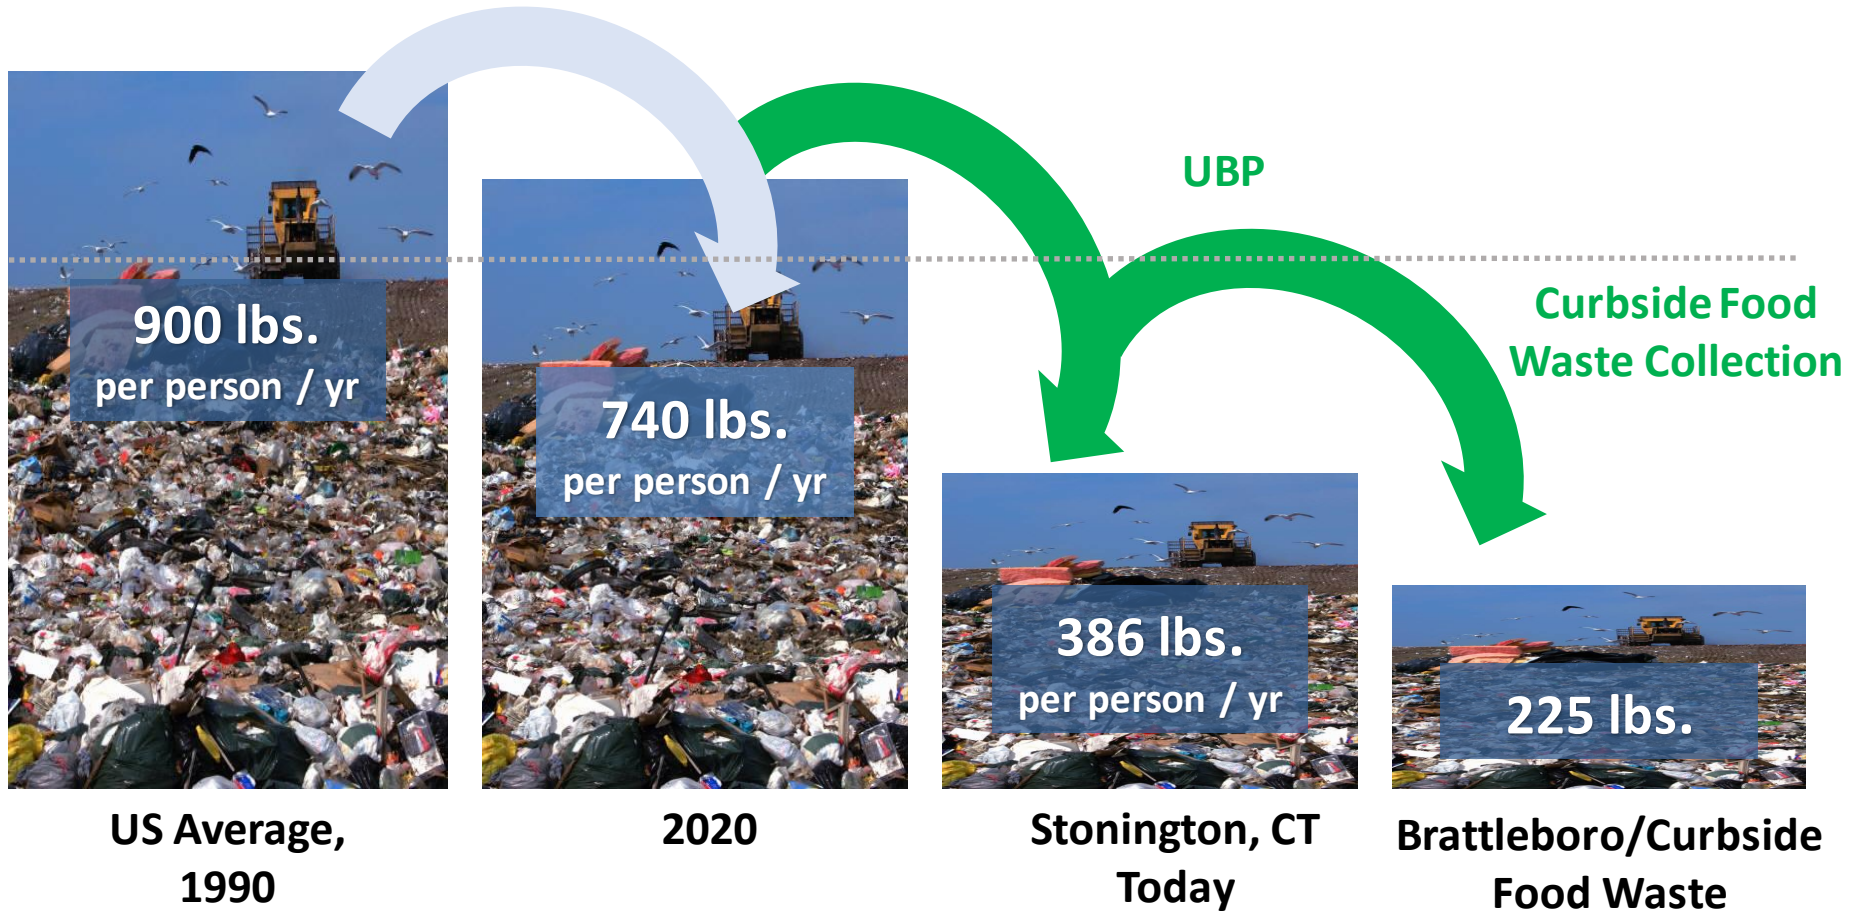 UBP
Curbside Food
Waste Collection
900 lbs.
per person / yr
740 lbs.
per person / yr
386 lbs.
per person / yr
225 lbs.
US Average,
1990
2020
Stonington, CT
Today
Brattleboro/Curbside
Food Waste